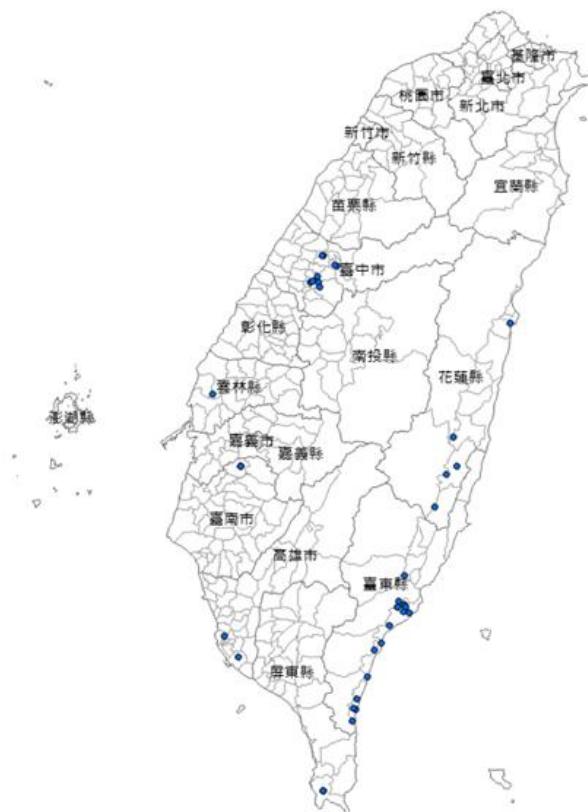 基隆市
臺北市
桃園市
新北市
新竹市
新竹縣
宜蘭縣
苗栗縣
臺中市
彰化縣
南投縣
花蓮縣
雲林縣
澎湖縣
嘉義市
嘉義縣
臺南市
高雄市
臺東縣
屏東縣